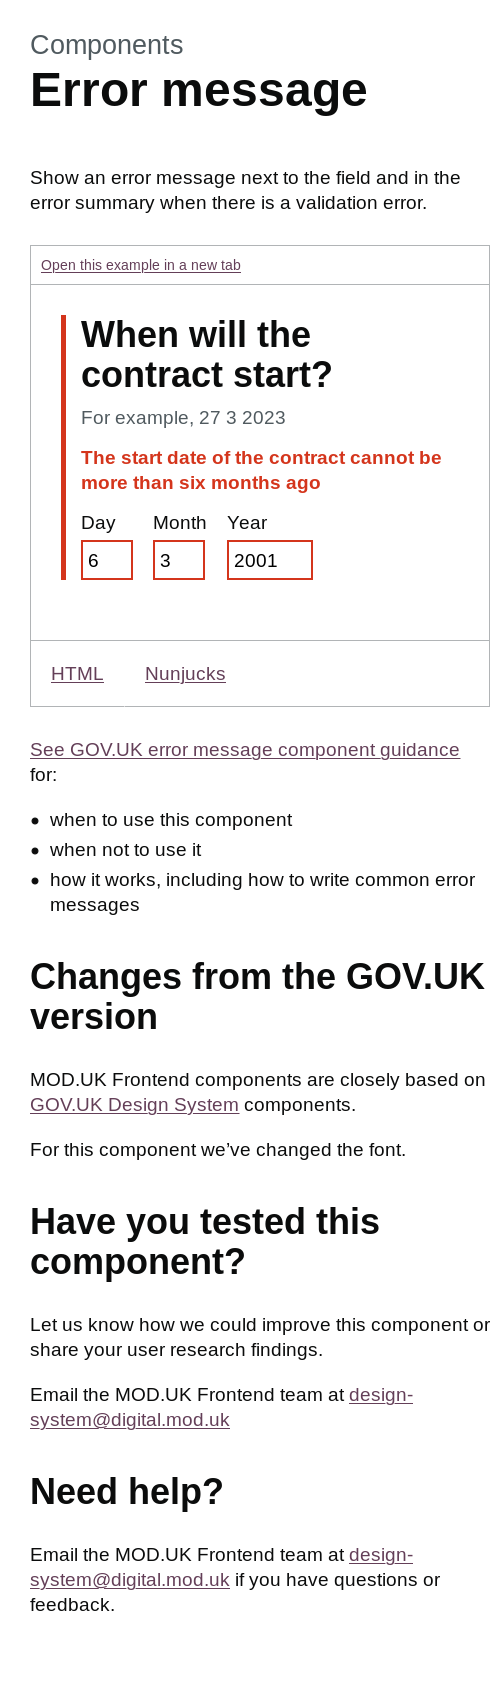 Components
Error message
Show an error message next to the field and in the
error summary when there is a validation error.
Open this example in a new tab
When will the
contract start?
For example, 27 3 2023
The start date of the contract cannot be
more than six months ago
Day Month Year
6 3 2001
HTML Nunjucks
See GOV.UK error message component guidance
for:
• when to use this component
• when not to use it
• how it works, including how to write common error
messages
Changes from the GOV.UK
version
MOD.UK Frontend components are closely based on
GOV.UK Design System components.
For this component we’ve changed the font.
Have you tested this
component?
Let us know how we could improve this component or
share your user research findings.
Email the MOD.UK Frontend team at design-
system@digital.mod.uk
Need help?
Email the MOD.UK Frontend team at design-
system@digital.mod.uk if you have questions or
feedback.